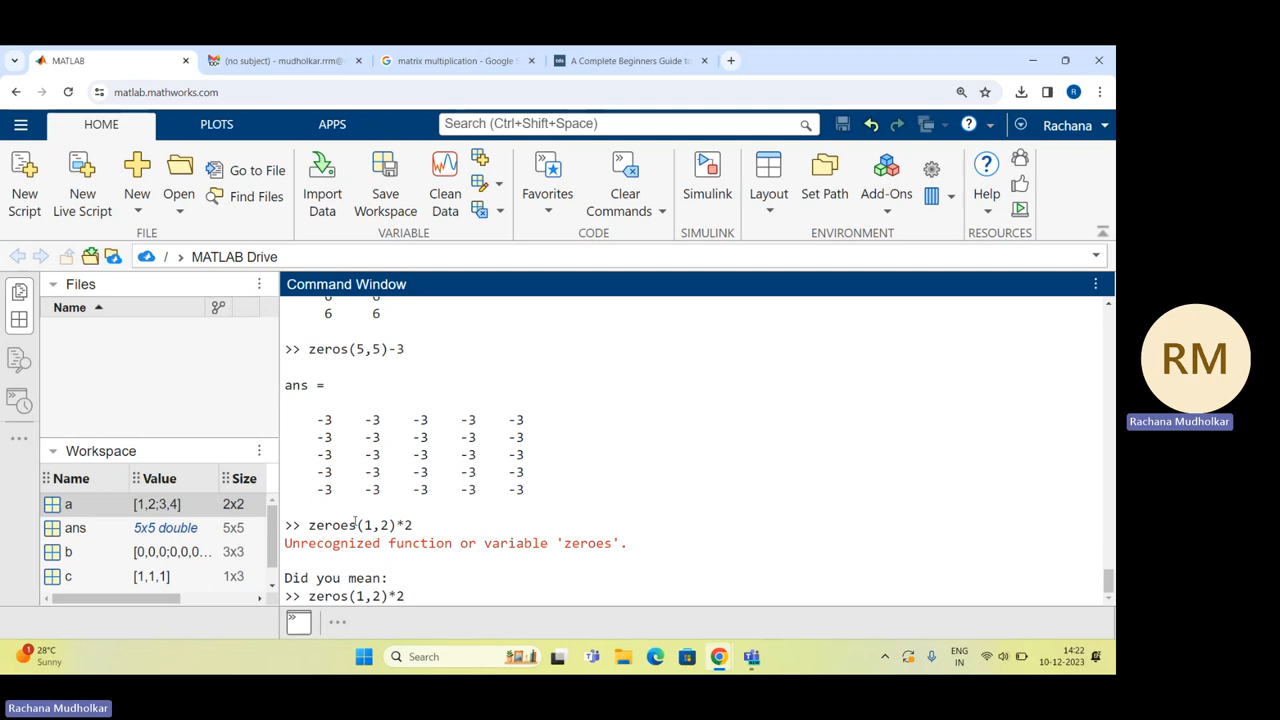 MATLAB
(no subject) - mudholkar.rrm@
matrix multiplication - Google S
A Complete Beginners Guide to
matlab.mathworks.com
HOME
PLOTS
APPS
Search (Ctrl+Shift+Space)
Rachana
New Script
New Live Script
New
Open
Go to File
Find Files
Import Data
Save Workspace
Clean Data
Favorites
Clear Commands
Simulink
Layout
Set Path
Add-Ons
Help
FILE
VARIABLE
CODE
SIMULINK
ENVIRONMENT
RESOURCES
/ MATLAB Drive
Files
Name
Workspace
Name Value Size
a [1,2;3,4] 2x2
ans 5x5 double 5x5
b [0,0,0;0,0,... 3x3
c [1,1,1] 1x3
Command Window
6 6
>> zeros(5,5)-3
ans =
-3 -3 -3 -3 -3
-3 -3 -3 -3 -3
-3 -3 -3 -3 -3
-3 -3 -3 -3 -3
-3 -3 -3 -3 -3
>> zeroes(1,2)*2
Unrecognized function or variable 'zeroes'.
Did you mean:
>> zeros(1,2)*2
RM
Rachana Mudholkar
1
28°C
Sunny
Search
ENG
IN
14:22
10-12-2023
Rachana Mudholkar